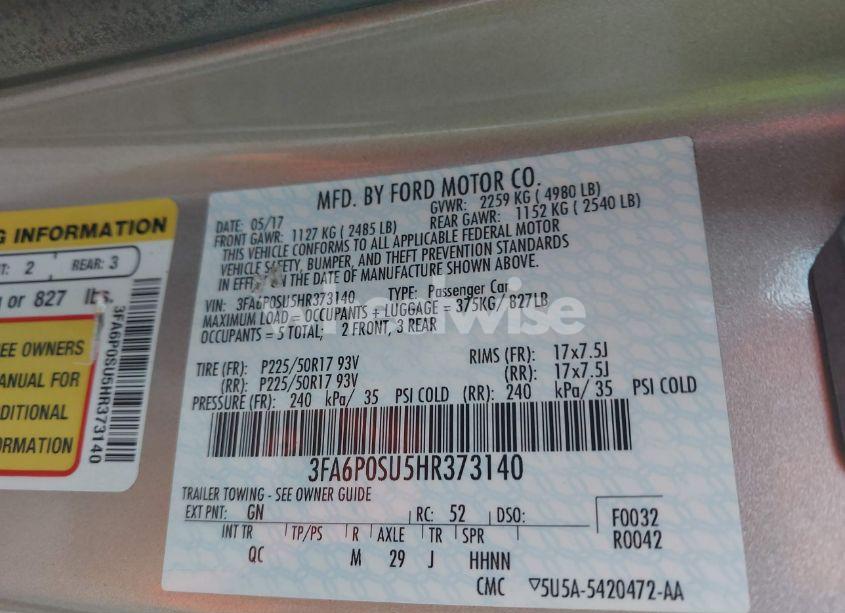 G INFORMATION
T: 2 REAR: 3
g or 827 lbs.
EE OWNERS
ANUAL FOR
DITIONAL
ORMATION
3FA6P0SU5HR373140
MFD. BY FORD MOTOR CO.
DATE: 05/17 GVWR: 2259 KG ( 4980 LB)
FRONT GAWR: 1127 KG ( 2485 LB) REAR GAWR: 1152 KG ( 2540 LB)
THIS VEHICLE CONFORMS TO ALL APPLICABLE FEDERAL MOTOR
VEHICLE SAFETY, BUMPER, AND THEFT PREVENTION STANDARDS
IN EFFECT ON THE DATE OF MANUFACTURE SHOWN ABOVE.
VIN: 3FA6P0SU5HR373140 TYPE: Passenger Car
MAXIMUM LOAD = OCCUPANTS + LUGGAGE = 375KG/827LB
OCCUPANTS = 5 TOTAL; 2 FRONT, 3 REAR
TIRE (FR): P225/50R17 93V RIMS (FR): 17x7.5J
(RR): P225/50R17 93V (RR): 17x7.5J
PRESSURE (FR): 240 kPa/ 35 PSI COLD (RR): 240 kPa/ 35 PSI COLD
3FA6P0SU5HR373140
TRAILER TOWING - SEE OWNER GUIDE
EXT PNT: GN RC: 52 DSO: F0032
INT TR TP/PS R AXLE TR SPR R0042
QC M 29 J HHNN
CMC ▽5U5A-5420472-AA